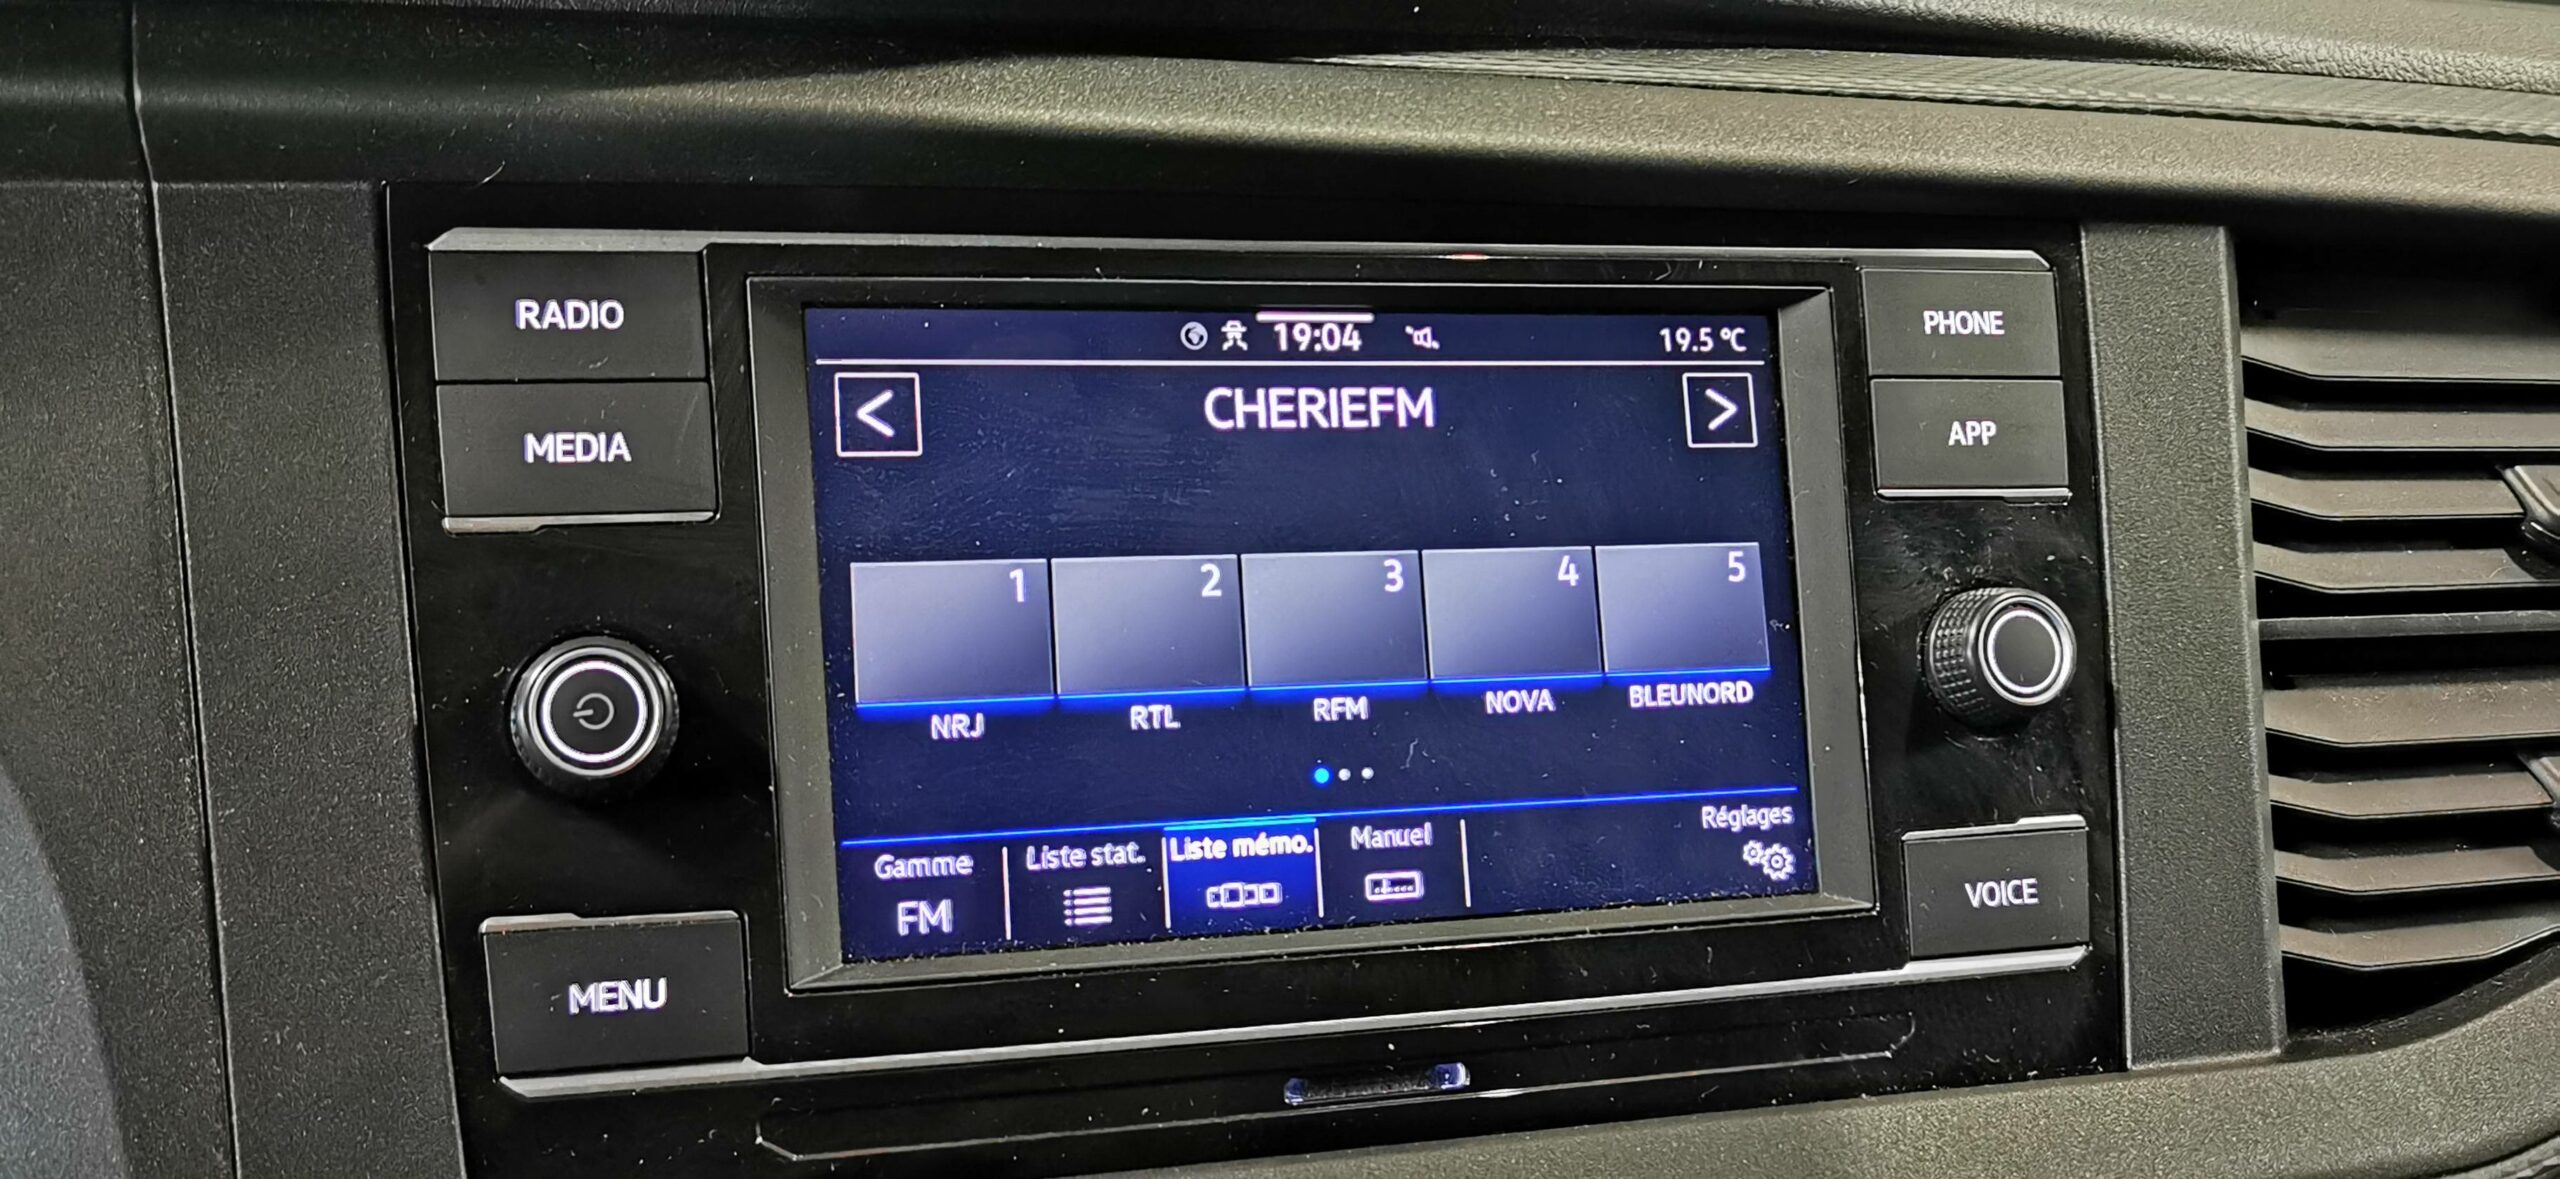 RADIO
MEDIA
MENU
19:04
19.5 °C
<
CHERIEFM
>
1
2
3
4
5
NRJ
RTL
RFM
NOVA
BLEUNORD
Réglages
Gamme
FM
Liste stat.
Liste mémo.
Manuel
PHONE
APP
VOICE